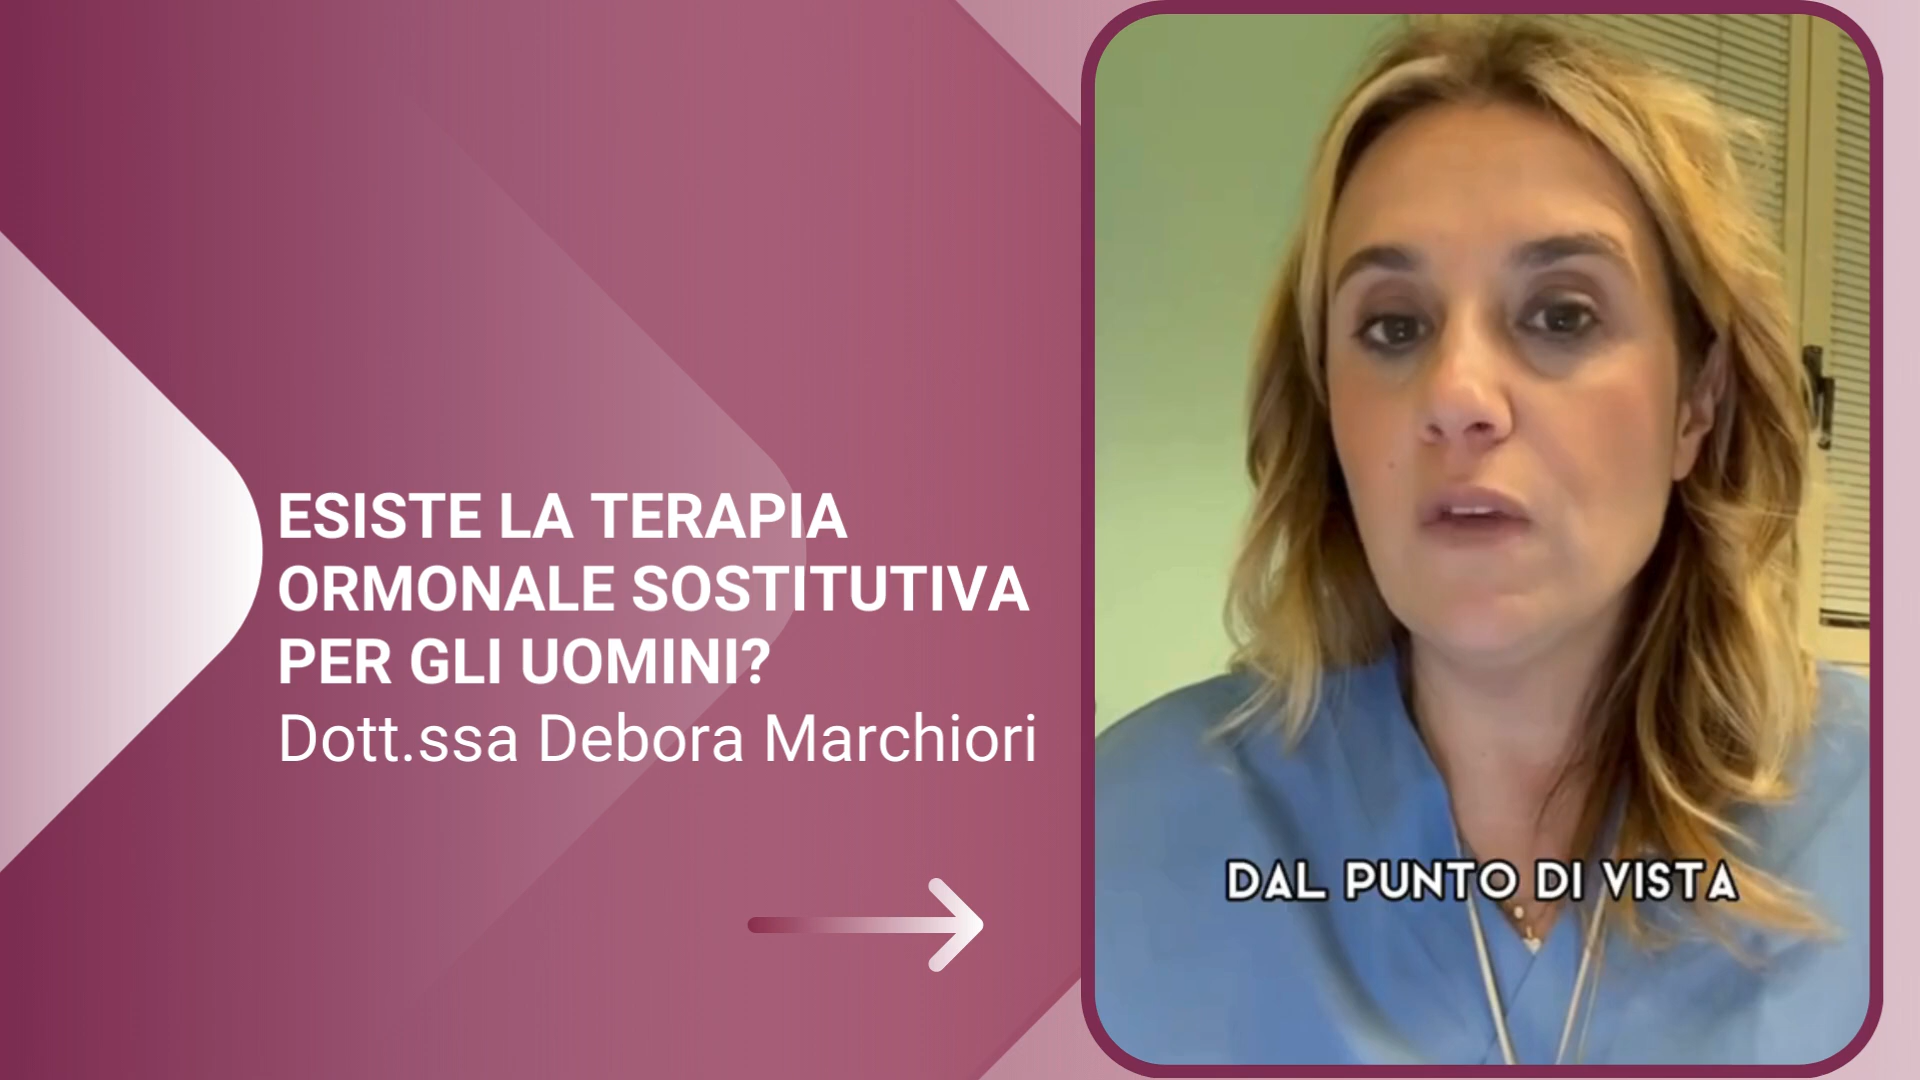 ESISTE LA TERAPIA
ORMONALE SOSTITUTIVA
PER GLI UOMINI?
Dott.ssa Debora Marchiori
DAL PUNTO DI VISTA